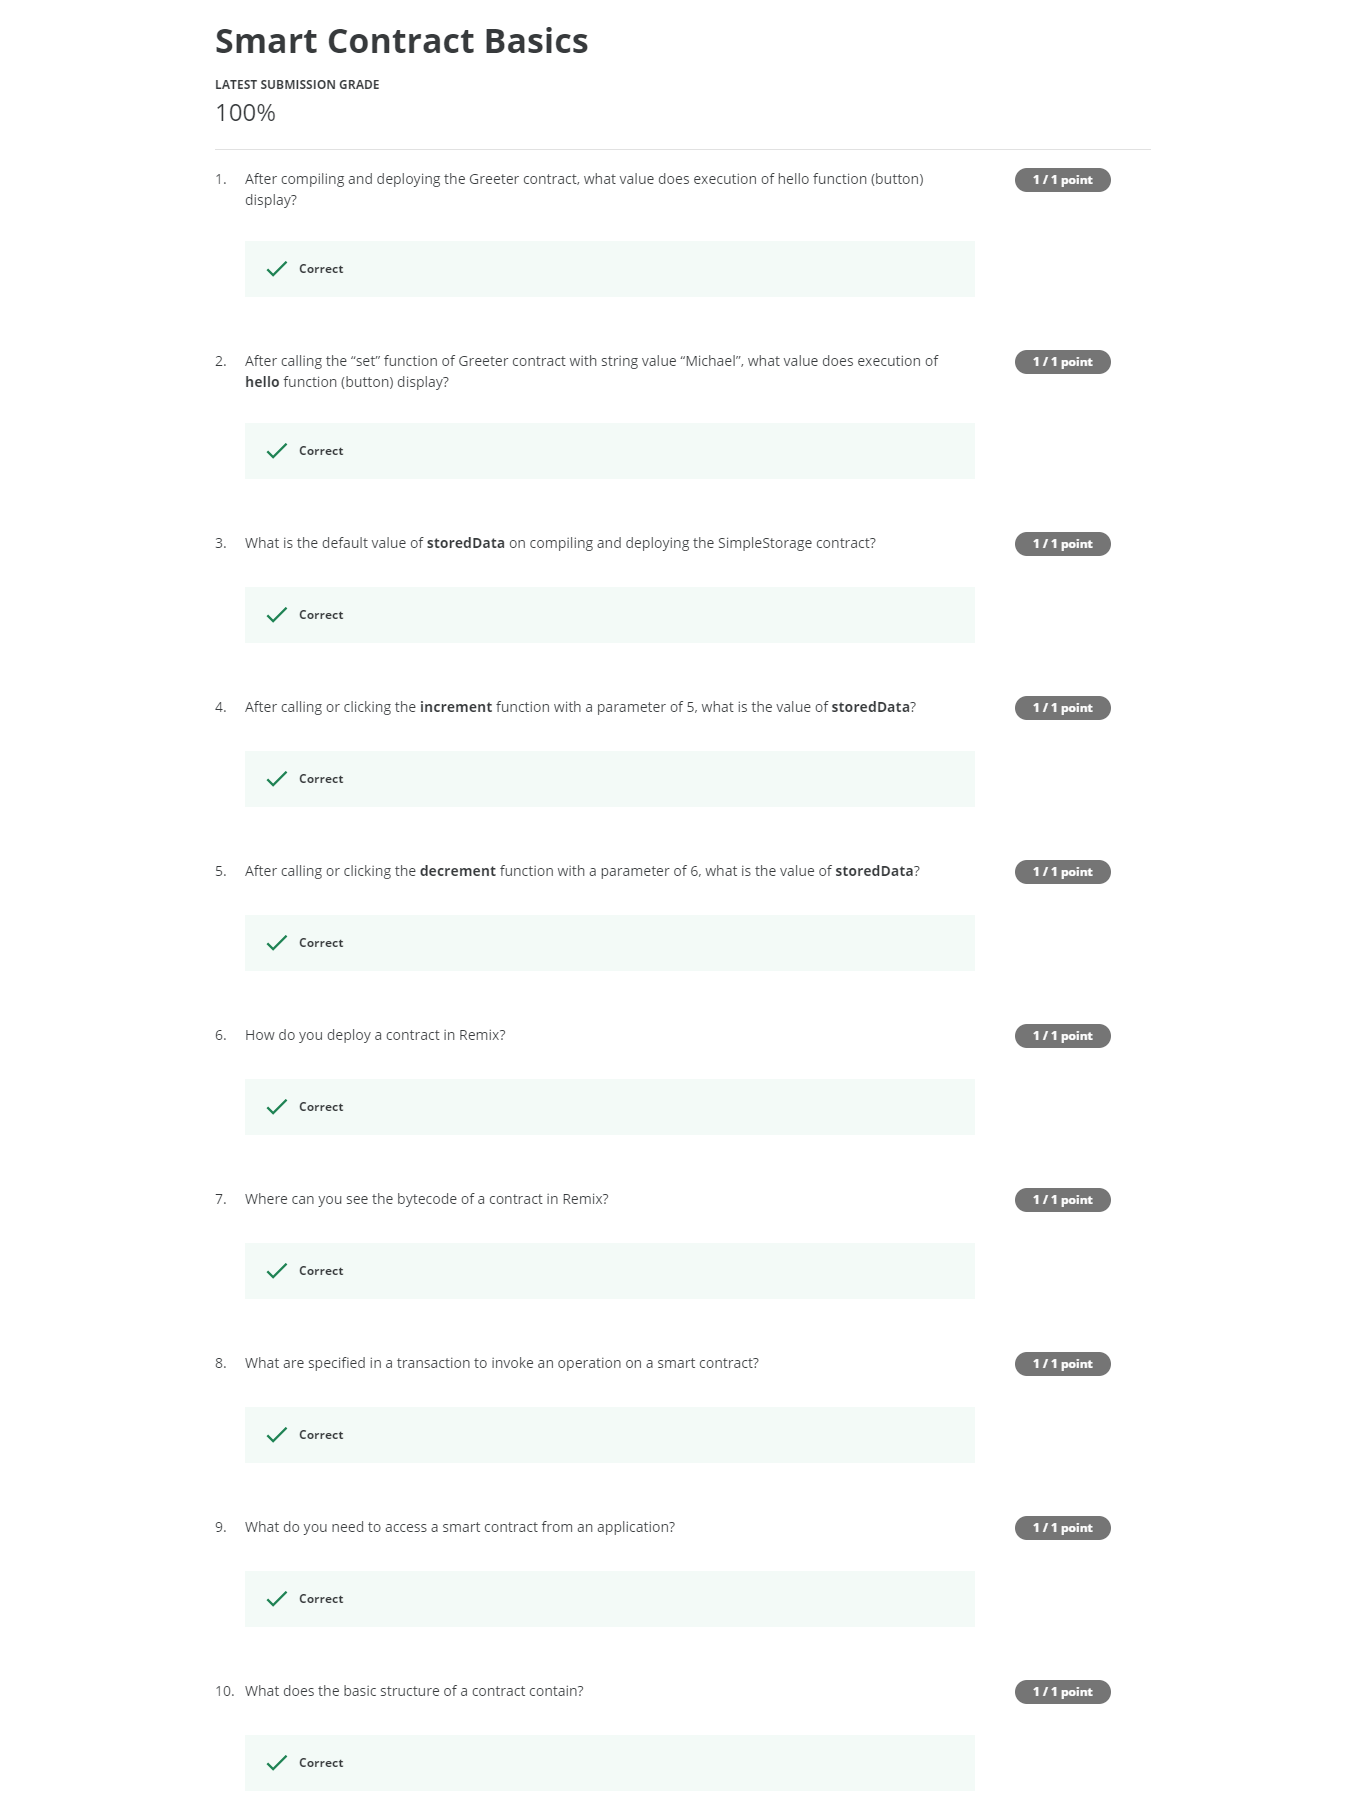 Smart Contract Basics
LATEST SUBMISSION GRADE
100%
1. After compiling and deploying the Greeter contract, what value does execution of hello function (button) 1 / 1 point
display?
Correct
2. After calling the “set” function of Greeter contract with string value “Michael”, what value does execution of 1 / 1 point
hello function (button) display?
Correct
3. What is the default value of storedData on compiling and deploying the SimpleStorage contract? 1 / 1 point
Correct
4. After calling or clicking the increment function with a parameter of 5, what is the value of storedData? 1 / 1 point
Correct
5. After calling or clicking the decrement function with a parameter of 6, what is the value of storedData? 1 / 1 point
Correct
6. How do you deploy a contract in Remix? 1 / 1 point
Correct
7. Where can you see the bytecode of a contract in Remix? 1 / 1 point
Correct
8. What are specified in a transaction to invoke an operation on a smart contract? 1 / 1 point
Correct
9. What do you need to access a smart contract from an application? 1 / 1 point
Correct
10. What does the basic structure of a contract contain? 1 / 1 point
Correct